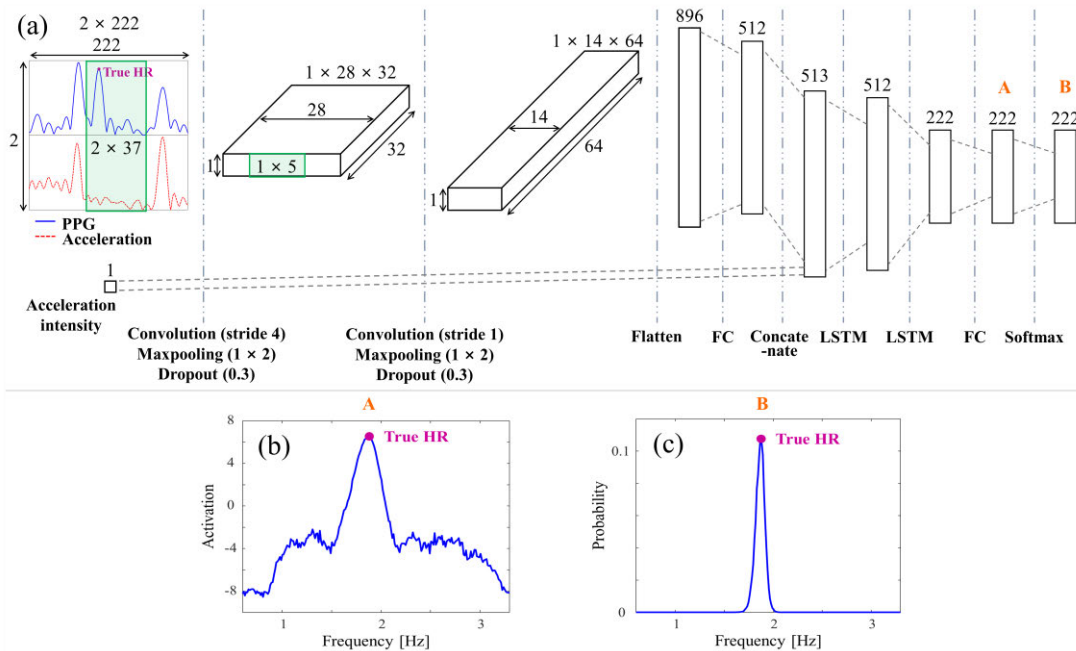 (a)
2 × 222
222
True HR
2
2 × 37
PPG
Acceleration
1
Acceleration
intensity
1 × 28 × 32
28
1
1 × 5
32
1 × 14 × 64
14
64
1
896
512
513
512
222
A
222
B
222
Convolution (stride 4)
Maxpooling (1 × 2)
Dropout (0.3)
Convolution (stride 1)
Maxpooling (1 × 2)
Dropout (0.3)
Flatten
FC
Concate
-nate
LSTM
LSTM
FC
Softmax
A
(b)
True HR
8
4
0
-4
-8
Activation
1
2
3
Frequency [Hz]
B
(c)
True HR
0.1
0
Probability
1
2
3
Frequency [Hz]